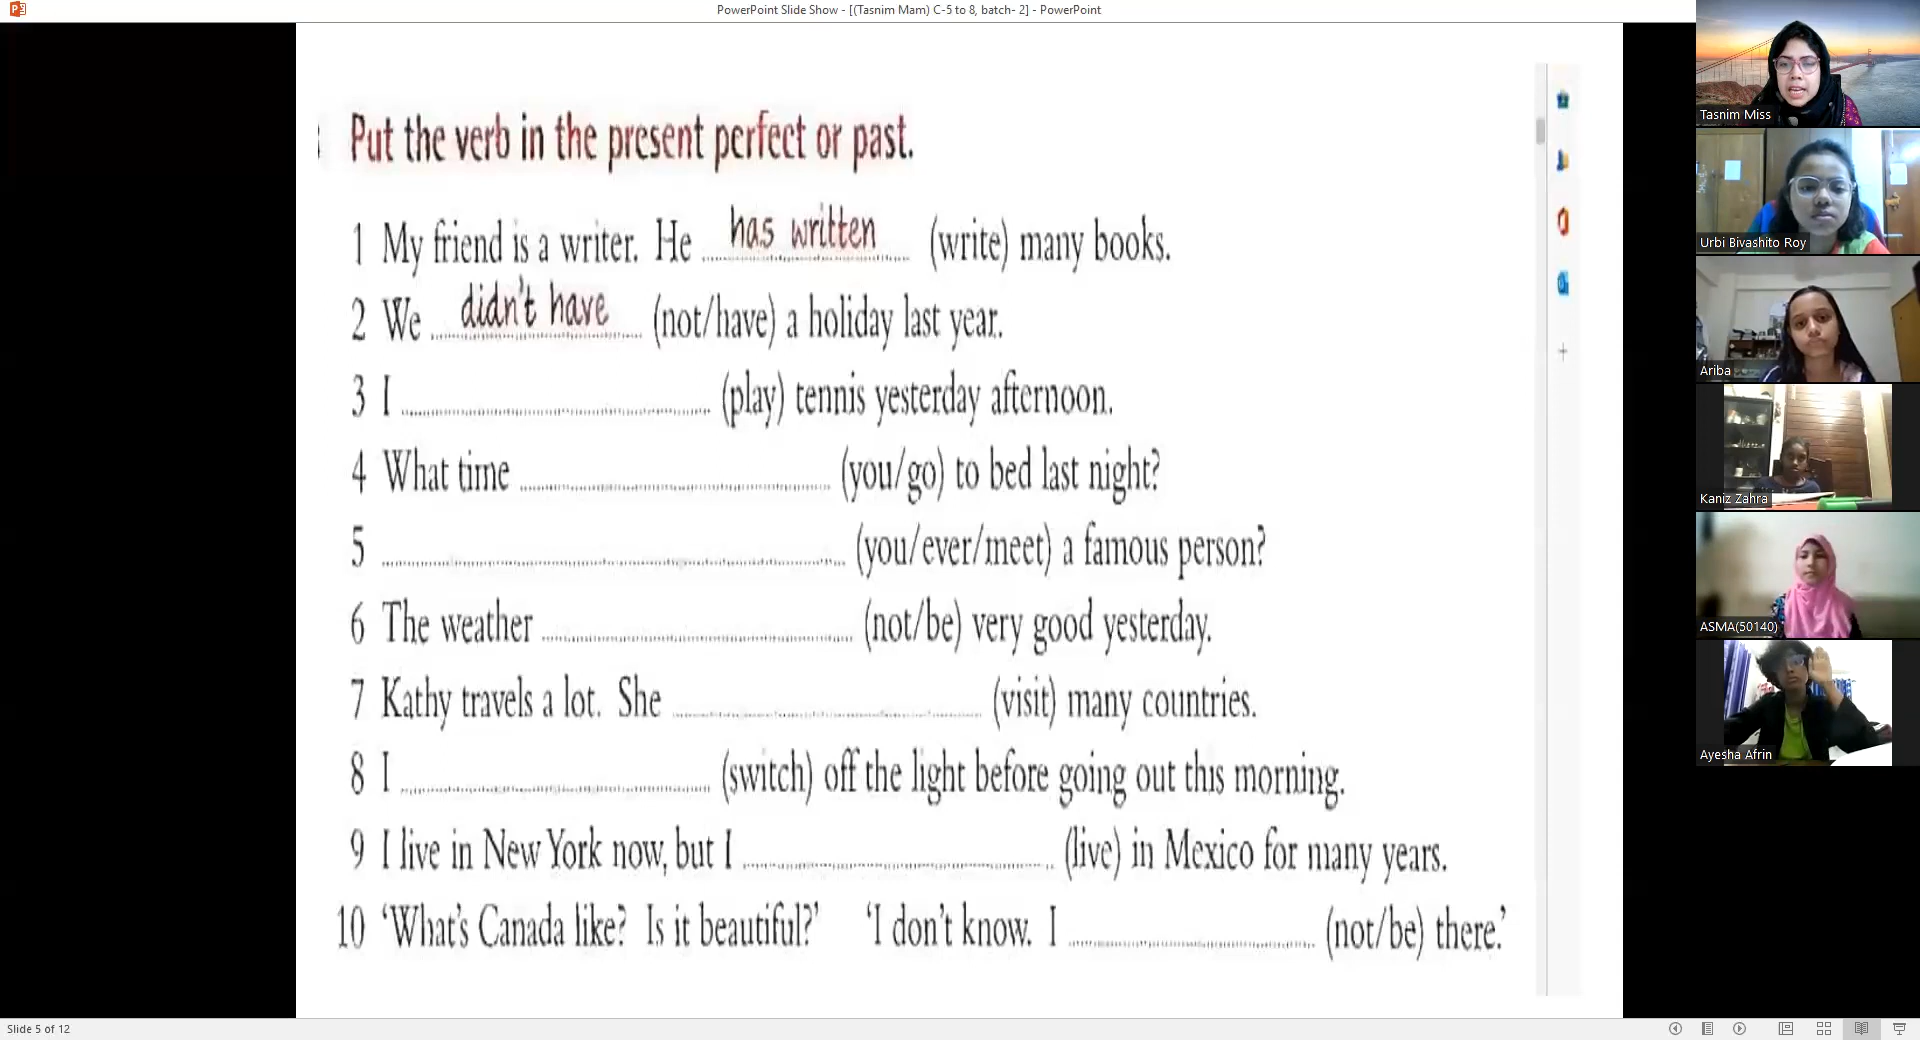 PowerPoint Slide Show - [(Tasnim Mam) C-5 to 8, batch- 2] - PowerPoint
Put the verb in the present perfect or past.
1 My friend is a writer. He has written (write) many books.
2 We didn't have (not/have) a holiday last year.
3 I (play) tennis yesterday afternoon.
4 What time (you/go) to bed last night?
5 (you/ever/meet) a famous person?
6 The weather (not/be) very good yesterday.
7 Kathy travels a lot. She (visit) many countries.
8 I (switch) off the light before going out this morning.
9 I live in New York now, but I (live) in Mexico for many years.
10 ‘What's Canada like? Is it beautiful?’ ‘I don't know. I (not/be) there.’
Tasnim Miss
Urbi Bivashito Roy
Ariba
Kaniz Zahra
ASMA(50140)
Ayesha Afrin
Slide 5 of 12